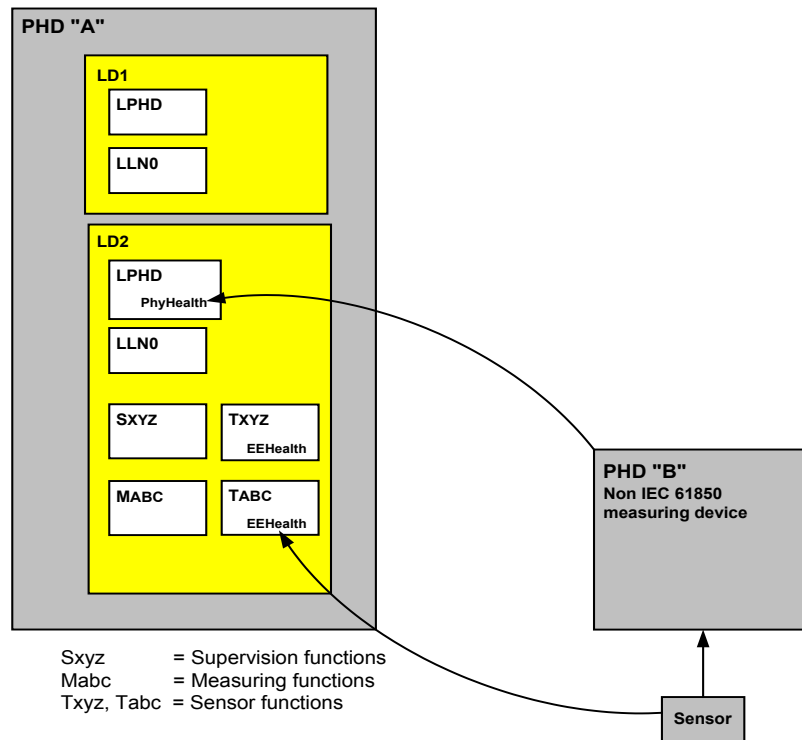 PHD "A"
LD1
LPHD
LLN0
LD2
LPHD
PhyHealth
LLN0
SXYZ
TXYZ
EEHealth
MABC
TABC
EEHealth
PHD "B"
Non IEC 61850
measuring device
Sensor
Sxyz = Supervision functions
Mabc = Measuring functions
Txyz, Tabc = Sensor functions